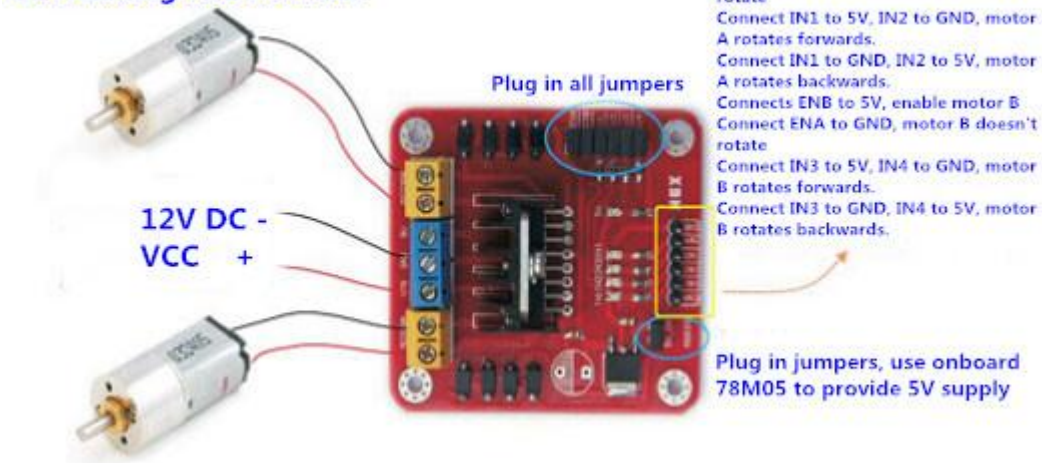 Plug in all jumpers
12V DC -
VCC +
rotate
Connect IN1 to 5V, IN2 to GND, motor
A rotates forwards.
Connect IN1 to GND, IN2 to 5V, motor
A rotates backwards.
Connects ENB to 5V, enable motor B
Connect ENA to GND, motor B doesn't
rotate
Connect IN3 to 5V, IN4 to GND, motor
B rotates forwards.
Connect IN3 to GND, IN4 to 5V, motor
B rotates backwards.
Plug in jumpers, use onboard
78M05 to provide 5V supply